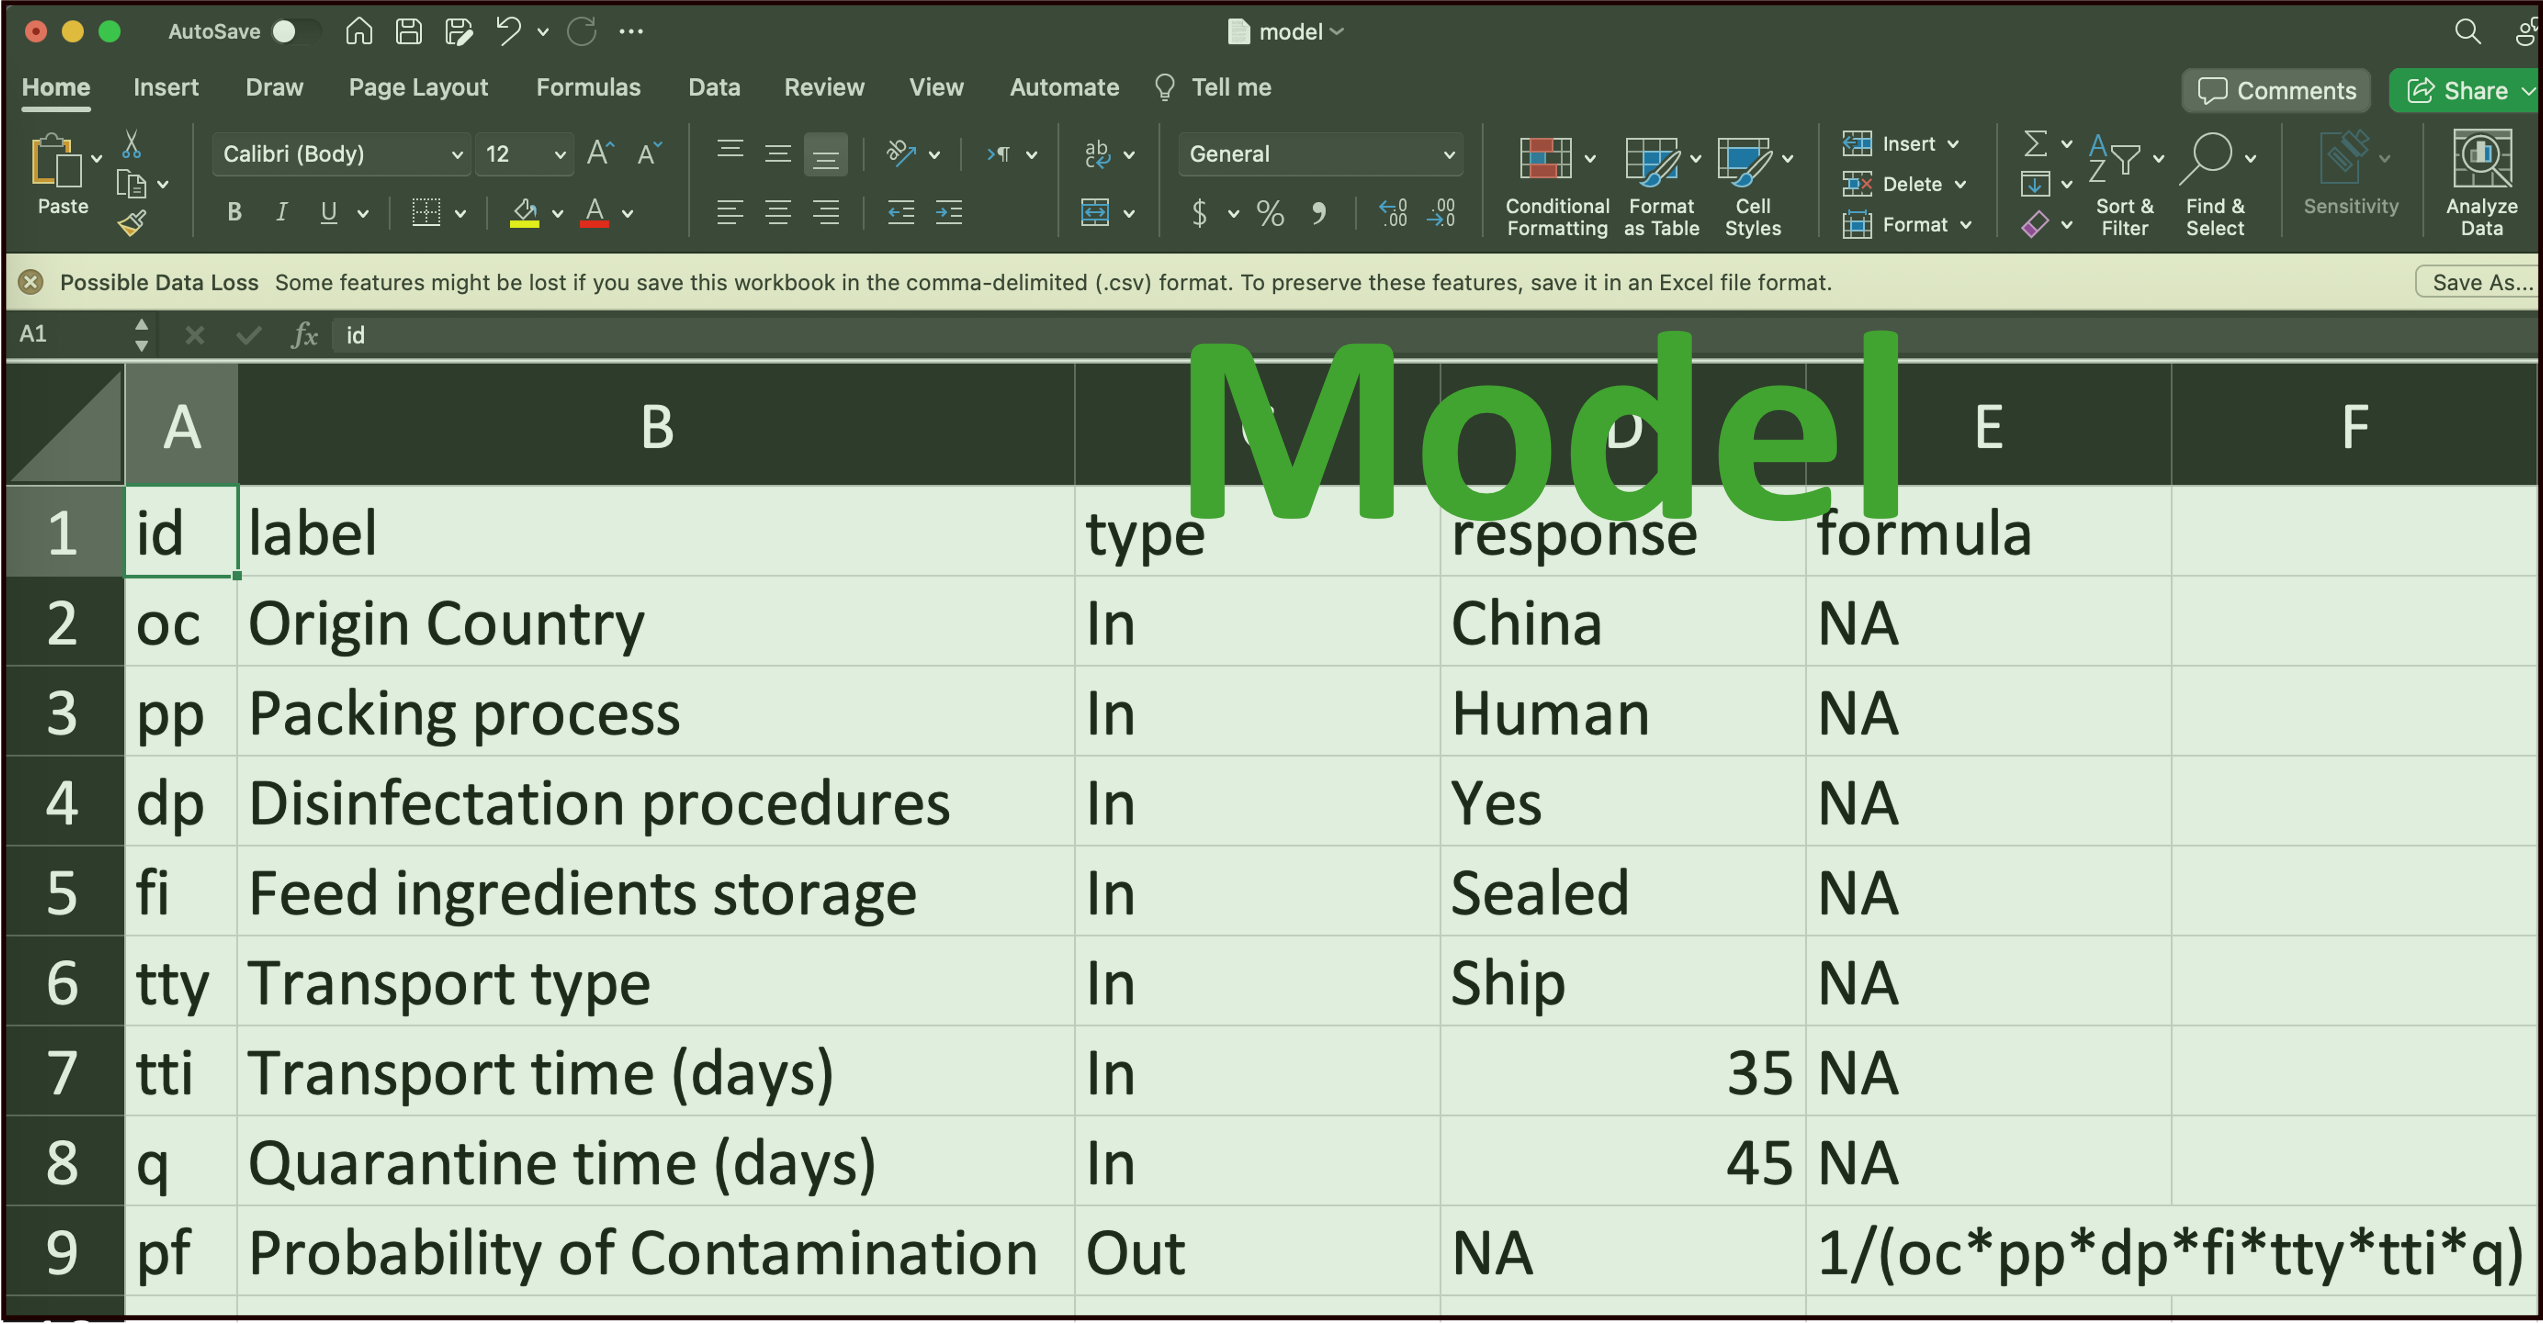 AutoSave model
Home Insert Draw Page Layout Formulas Data Review View Automate Tell me Comments Share
Paste Calibri (Body) 12 General Conditional Formatting Format as Table Cell Styles Insert Delete Format Sort & Filter Find & Select Sensitivity Analyze Data
Possible Data Loss Some features might be lost if you save this workbook in the comma-delimited (.csv) format. To preserve these features, save it in an Excel file format. Save As...
A1 fx id
Model
A B D E F
1 id label type response formula
2 oc Origin Country In China NA
3 pp Packing process In Human NA
4 dp Disinfectation procedures In Yes NA
5 fi Feed ingredients storage In Sealed NA
6 tty Transport type In Ship NA
7 tti Transport time (days) In 35 NA
8 q Quarantine time (days) In 45 NA
9 pf Probability of Contamination Out NA 1/(oc*pp*dp*fi*tty*tti*q)